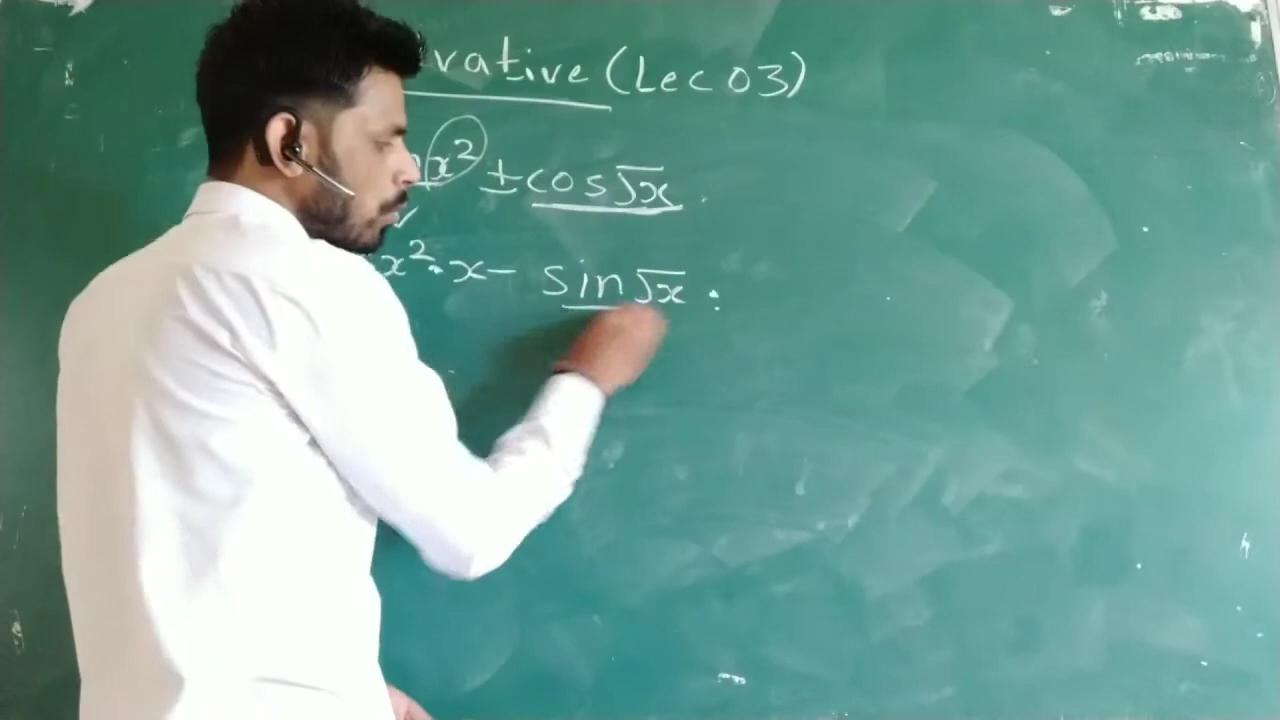 vative (Lec 03)
x² ± cos√x .
x² · x - sin√x .